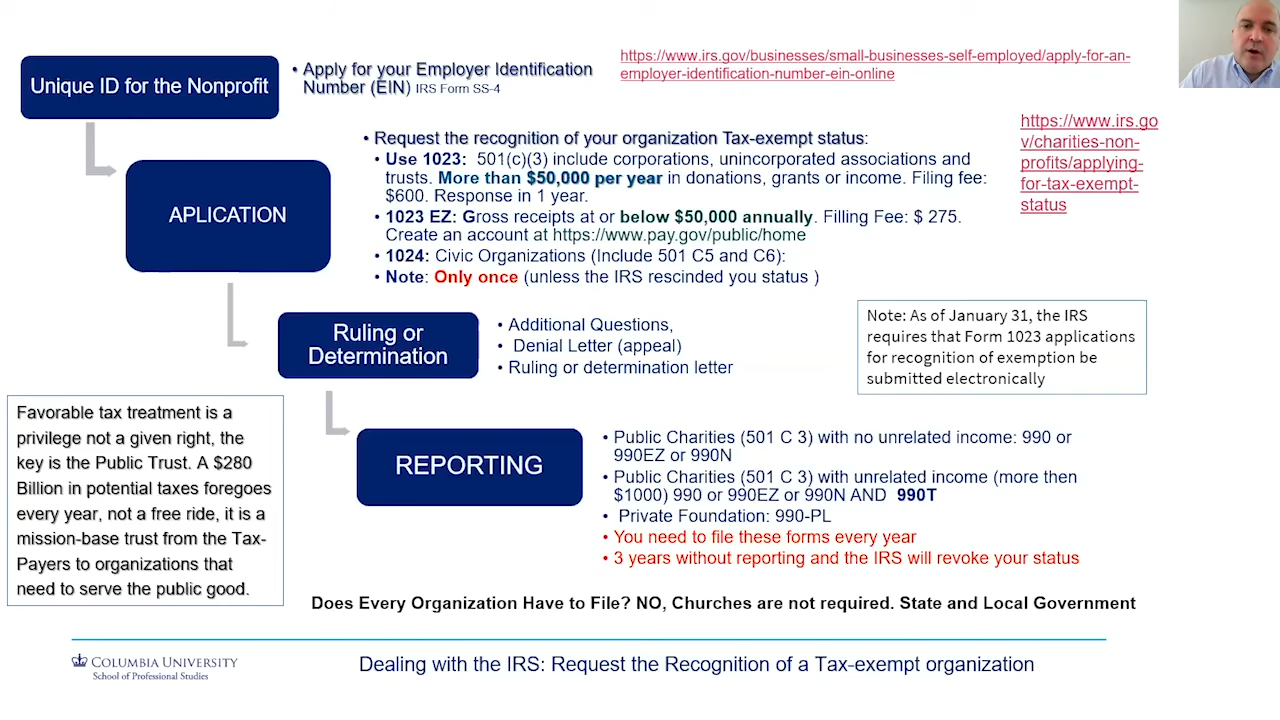 Unique ID for the Nonprofit
• Apply for your Employer Identification
Number (EIN) IRS Form SS-4
https://www.irs.gov/businesses/small-businesses-self-employed/apply-for-an-
employer-identification-number-ein-online
APLICATION
• Request the recognition of your organization Tax-exempt status:
• Use 1023: 501(c)(3) include corporations, unincorporated associations and
trusts. More than $50,000 per year in donations, grants or income. Filing fee:
$600. Response in 1 year.
• 1023 EZ: Gross receipts at or below $50,000 annually. Filling Fee: $ 275.
Create an account at https://www.pay.gov/public/home
• 1024: Civic Organizations (Include 501 C5 and C6):
• Note: Only once (unless the IRS rescinded you status )
https://www.irs.go
v/charities-non-
profits/applying-
for-tax-exempt-
status
Ruling or
Determination
• Additional Questions,
• Denial Letter (appeal)
• Ruling or determination letter
Note: As of January 31, the IRS
requires that Form 1023 applications
for recognition of exemption be
submitted electronically
Favorable tax treatment is a
privilege not a given right, the
key is the Public Trust. A $280
Billion in potential taxes foregoes
every year, not a free ride, it is a
mission-base trust from the Tax-
Payers to organizations that
need to serve the public good.
REPORTING
• Public Charities (501 C 3) with no unrelated income: 990 or
990EZ or 990N
• Public Charities (501 C 3) with unrelated income (more then
$1000) 990 or 990EZ or 990N AND 990T
• Private Foundation: 990-PL
• You need to file these forms every year
• 3 years without reporting and the IRS will revoke your status
Does Every Organization Have to File? NO, Churches are not required. State and Local Government
COLUMBIA UNIVERSITY
School of Professional Studies
Dealing with the IRS: Request the Recognition of a Tax-exempt organization